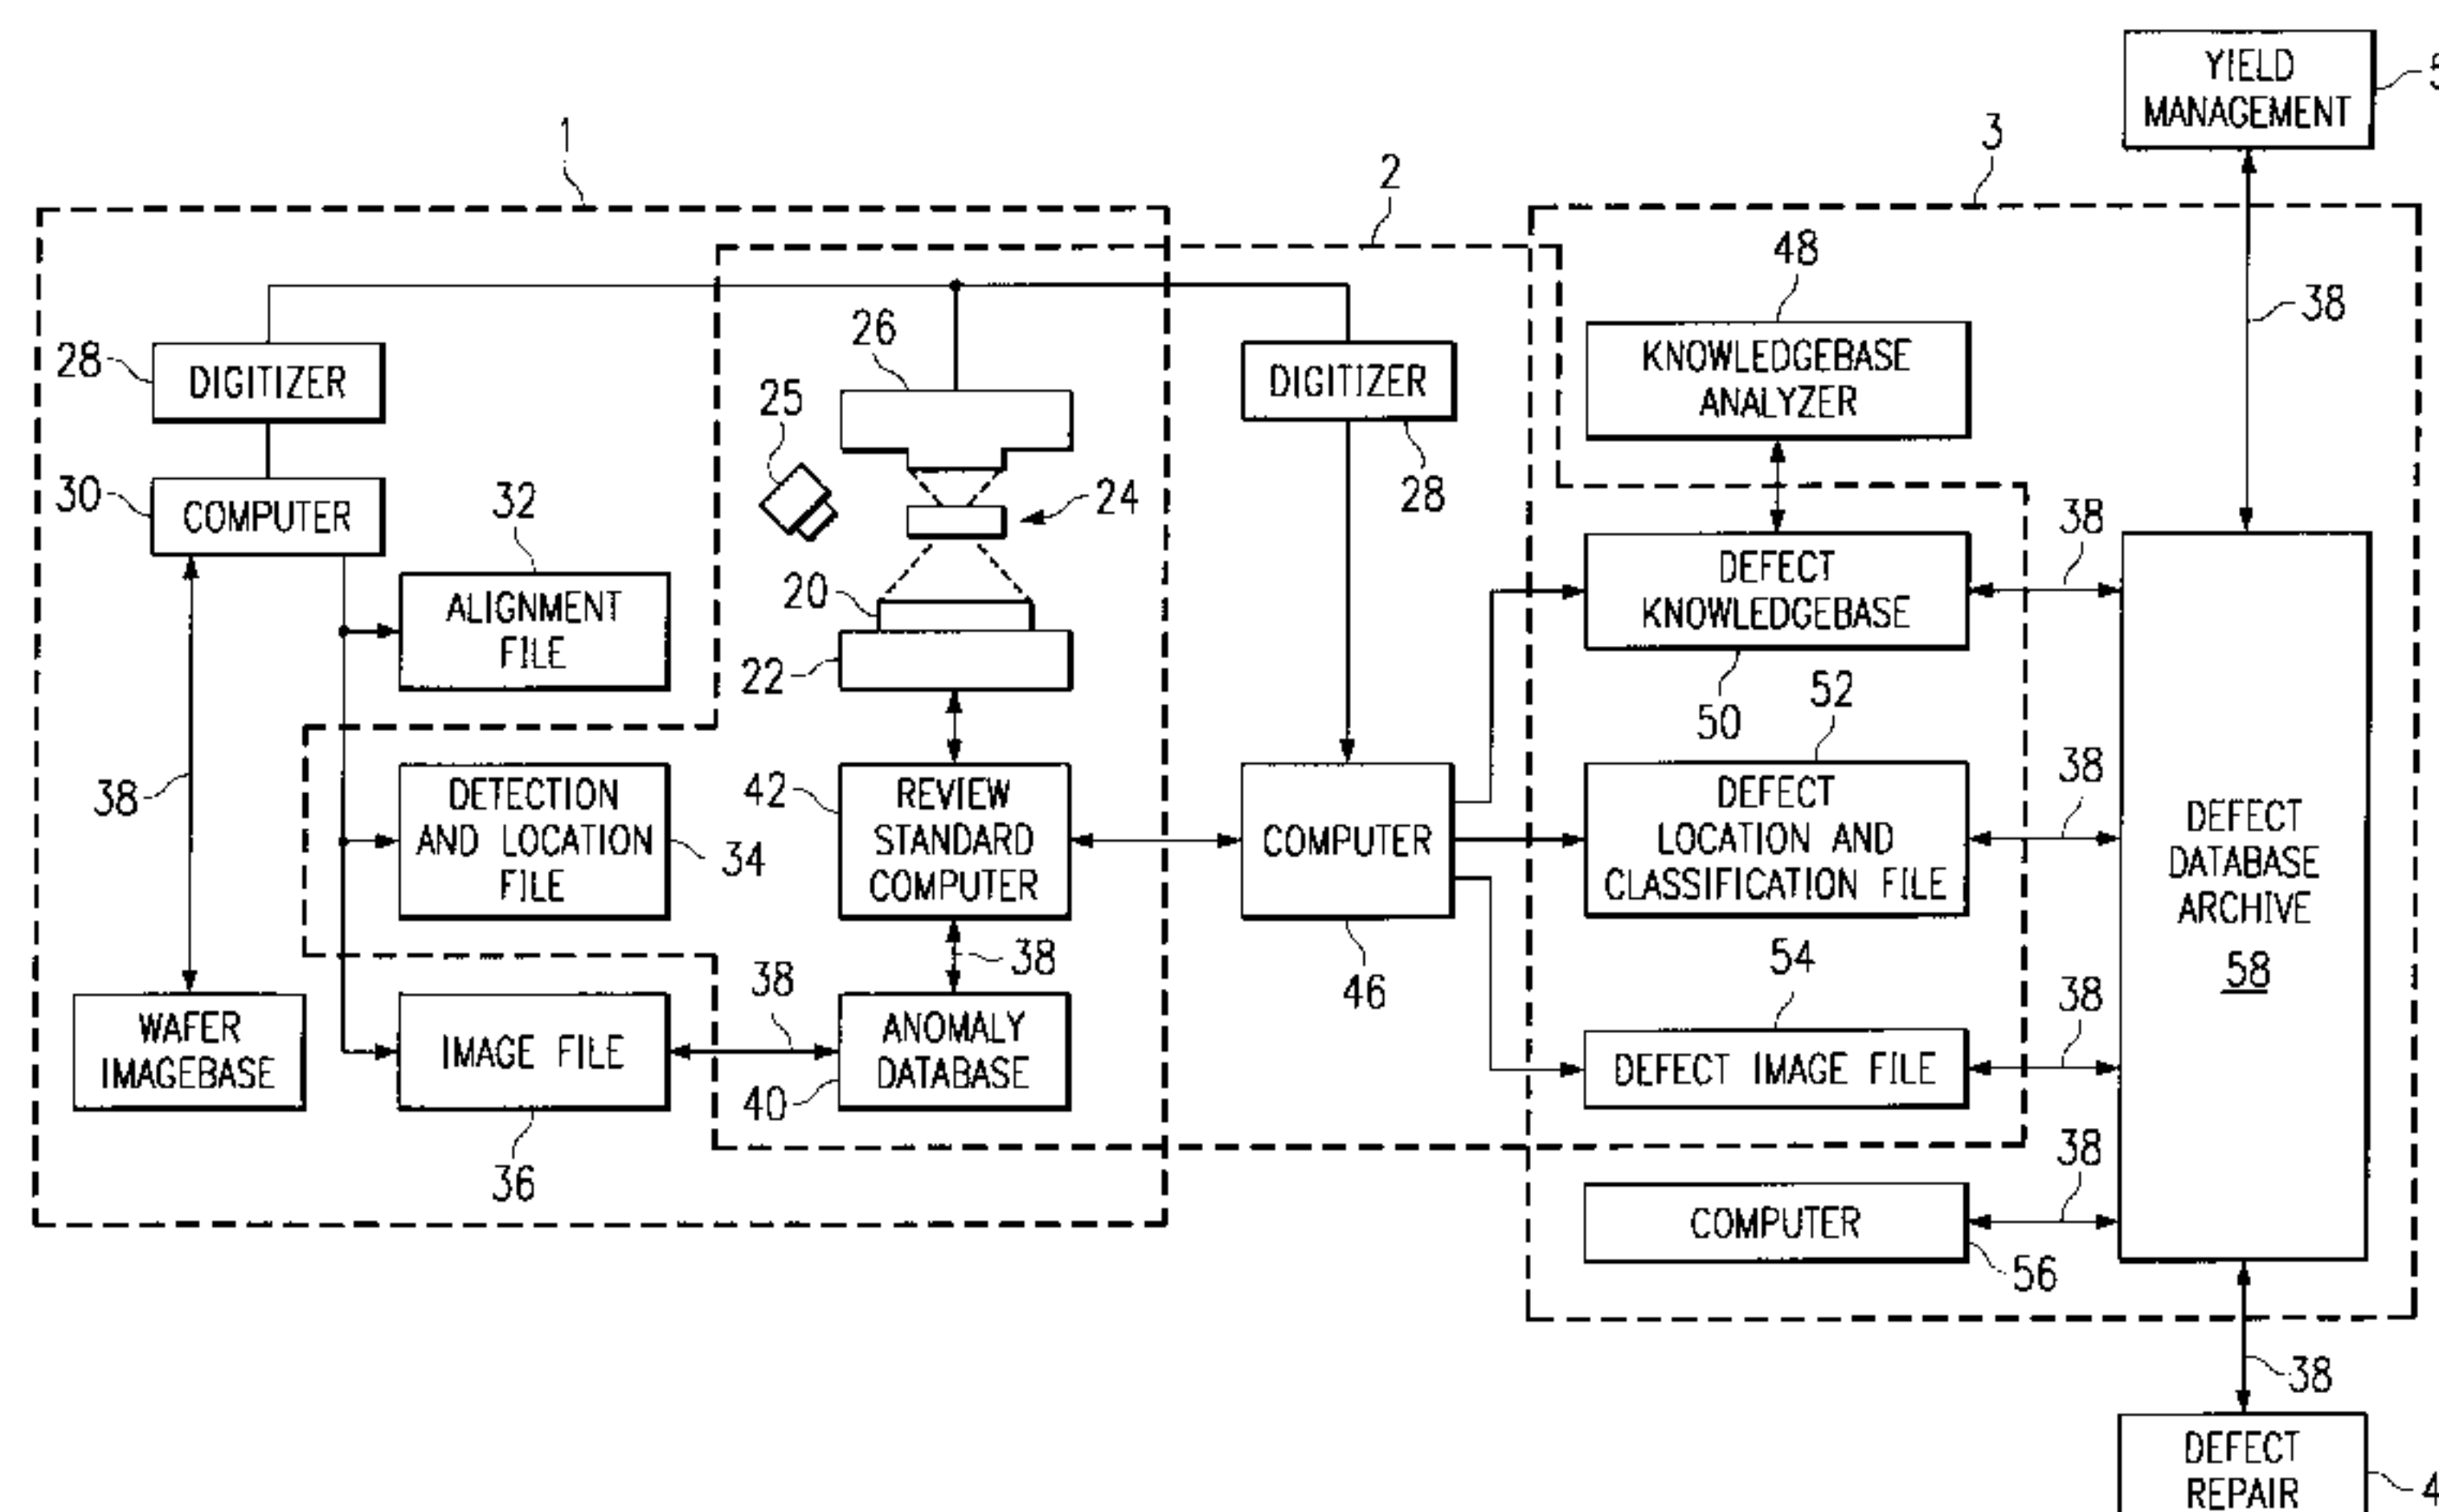 YIELD
MANAGEMENT
5
1
2
3
48
38
26
28
DIGITIZER
25
DIGITIZER
KNOWLEDGEBASE
ANALYZER
28
30
COMPUTER
32
24
38
ALIGNMENT
FILE
20
22
DEFECT
KNOWLEDGEBASE
50
52
38
38
DETECTION
AND LOCATION
FILE
34
42
REVIEW
STANDARD
COMPUTER
COMPUTER
46
DEFECT
LOCATION AND
CLASSIFICATION FILE
DEFECT
DATABASE
ARCHIVE
58
38
38
54
38
WAFER
IMAGEBASE
IMAGE FILE
36
ANOMALY
DATABASE
40
DEFECT IMAGE FILE
38
COMPUTER
56
38
DEFECT
REPAIR
4